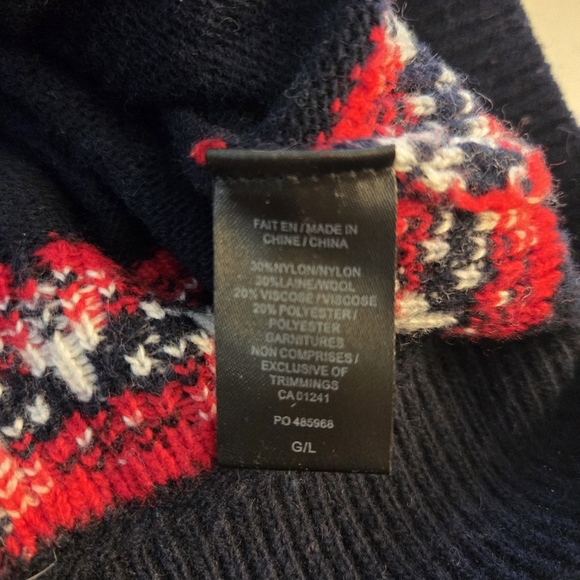 FAIT EN / MADE IN
CHINE / CHINA
30%NYLON/NYLON
30%LAINE/WOOL
20% VISCOSE / VISCOSE
20% POLYESTER /
POLYESTER
GARNITURES
NON COMPRISES /
EXCLUSIVE OF
TRIMMINGS
CA 01241
PO 485968
G/L